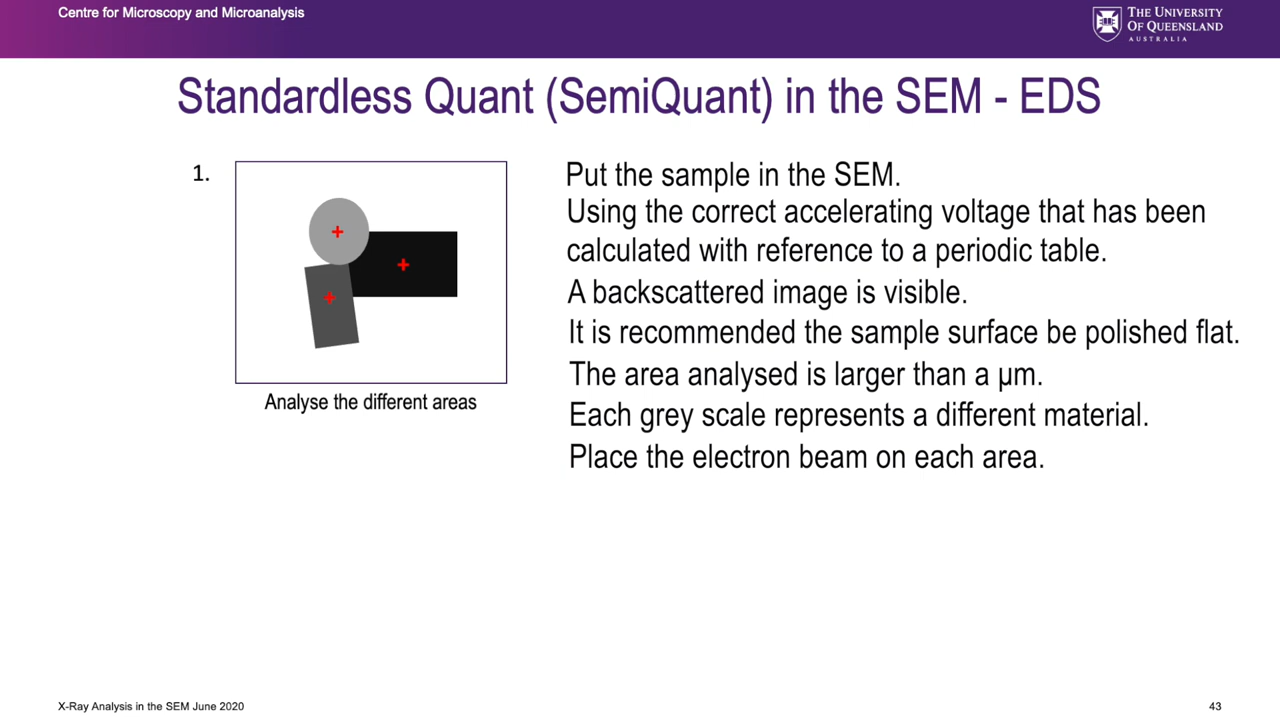 Centre for Microscopy and Microanalysis
THE UNIVERSITY
OF QUEENSLAND
AUSTRALIA
Standardless Quant (SemiQuant) in the SEM - EDS
1.
Analyse the different areas
Put the sample in the SEM.
Using the correct accelerating voltage that has been
calculated with reference to a periodic table.
A backscattered image is visible.
It is recommended the sample surface be polished flat.
The area analysed is larger than a µm.
Each grey scale represents a different material.
Place the electron beam on each area.
X-Ray Analysis in the SEM June 2020
43